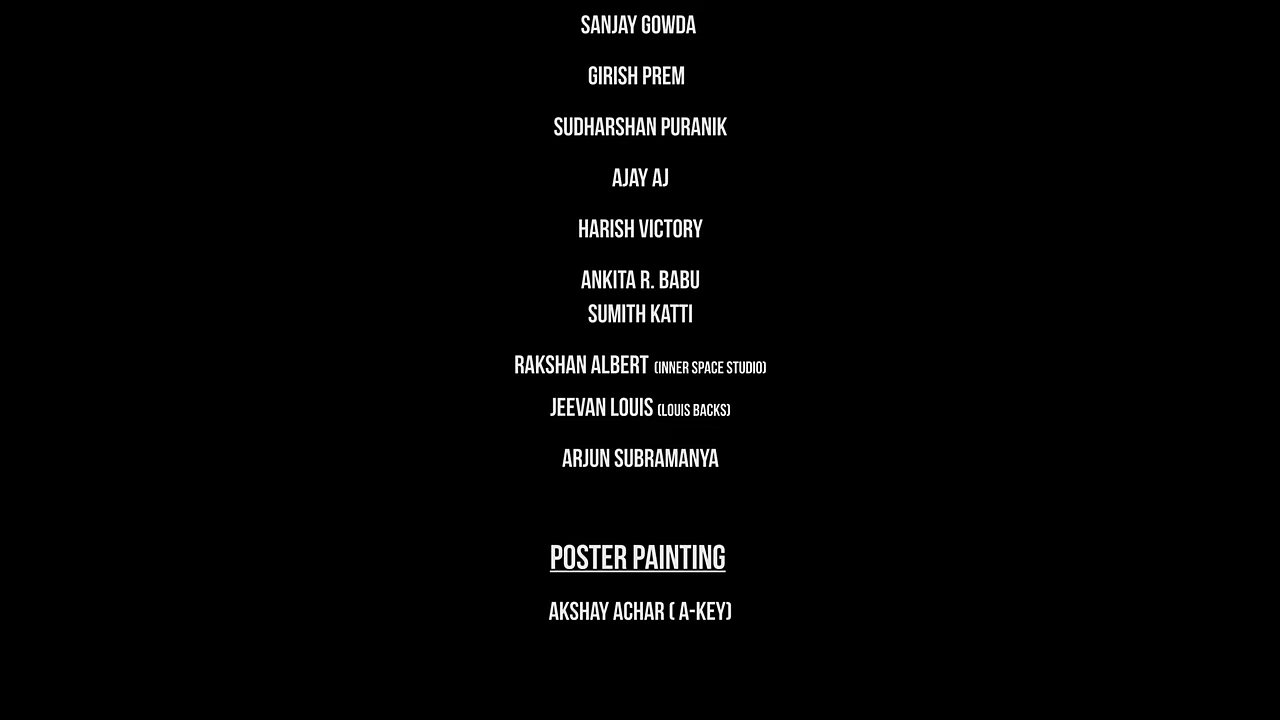 SANJAY GOWDA
GIRISH PREM
SUDHARSHAN PURANIK
AJAY AJ
HARISH VICTORY
ANKITA R. BABU
SUMITH KATTI
RAKSHAN ALBERT (INNER SPACE STUDIO)
JEEVAN LOUIS (LOUIS BACKS)
ARJUN SUBRAMANYA
POSTER PAINTING
AKSHAY ACHAR ( A-KEY)